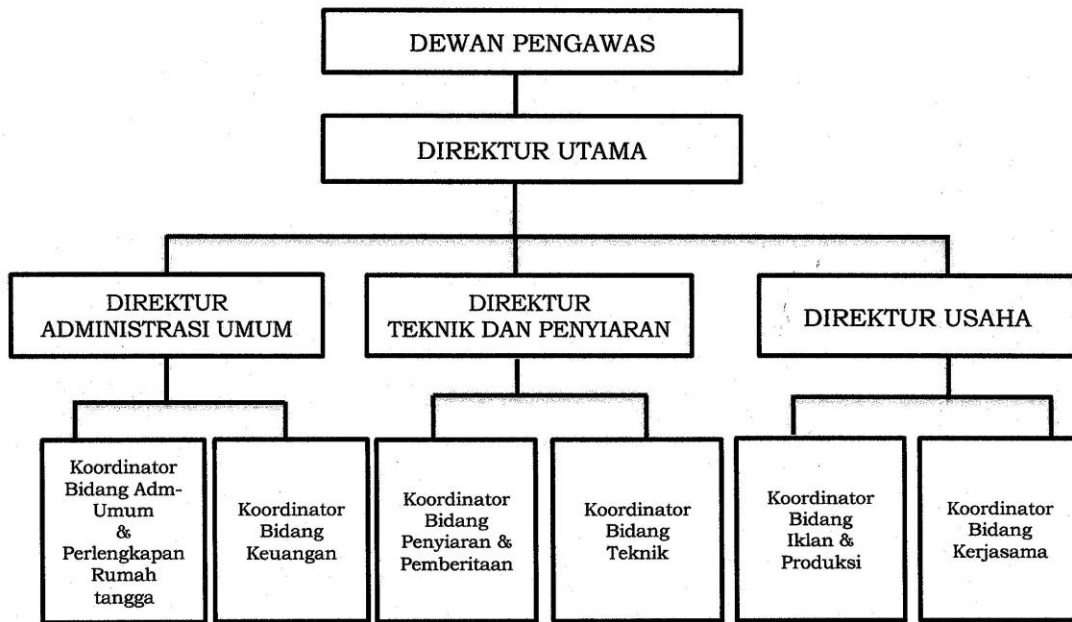 DEWAN PENGAWAS
DIREKTUR UTAMA
DIREKTUR
ADMINISTRASI UMUM
DIREKTUR
TEKNIK DAN PENYIARAN
DIREKTUR USAHA
Koordinator
Bidang Adm-
Umum
&
Perlengkapan
Rumah
tangga
Koordinator
Bidang
Keuangan
Koordinator
Bidang
Penyiaran &
Pemberitaan
Koordinator
Bidang
Teknik
Koordinator
Bidang
Iklan &
Produksi
Koordinator
Bidang
Kerjasama